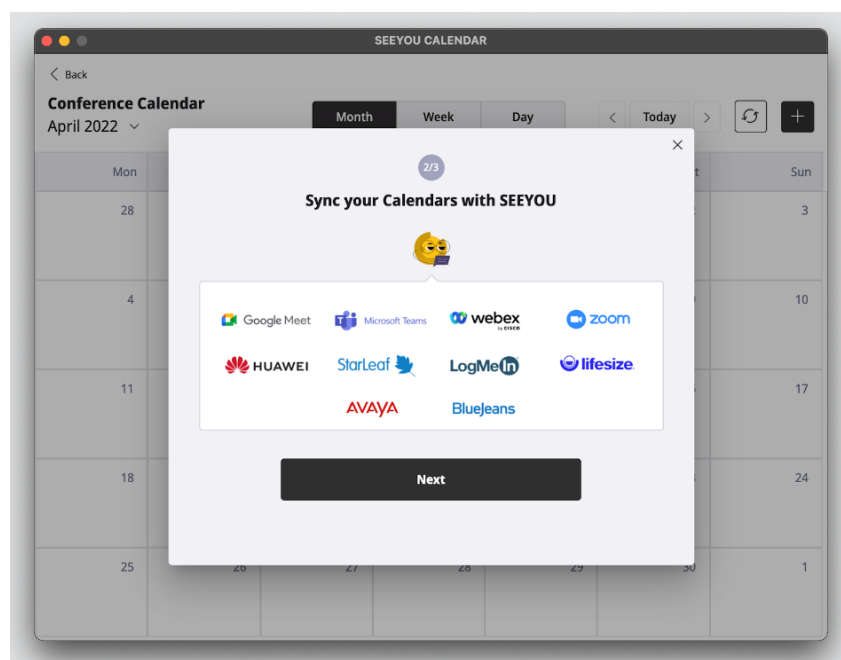 SEEYOU CALENDAR
Back
Conference Calendar
April 2022
Month Week Day Today
Mon t Sun
2/3
Sync your Calendars with SEEYOU
28 3
4 10
Google Meet Microsoft Teams webex by CISCO zoom
HUAWEI StarLeaf LogMeIn lifesize
11 17
AVAYA BlueJeans
18 24
Next
25 26 27 28 29 30 1